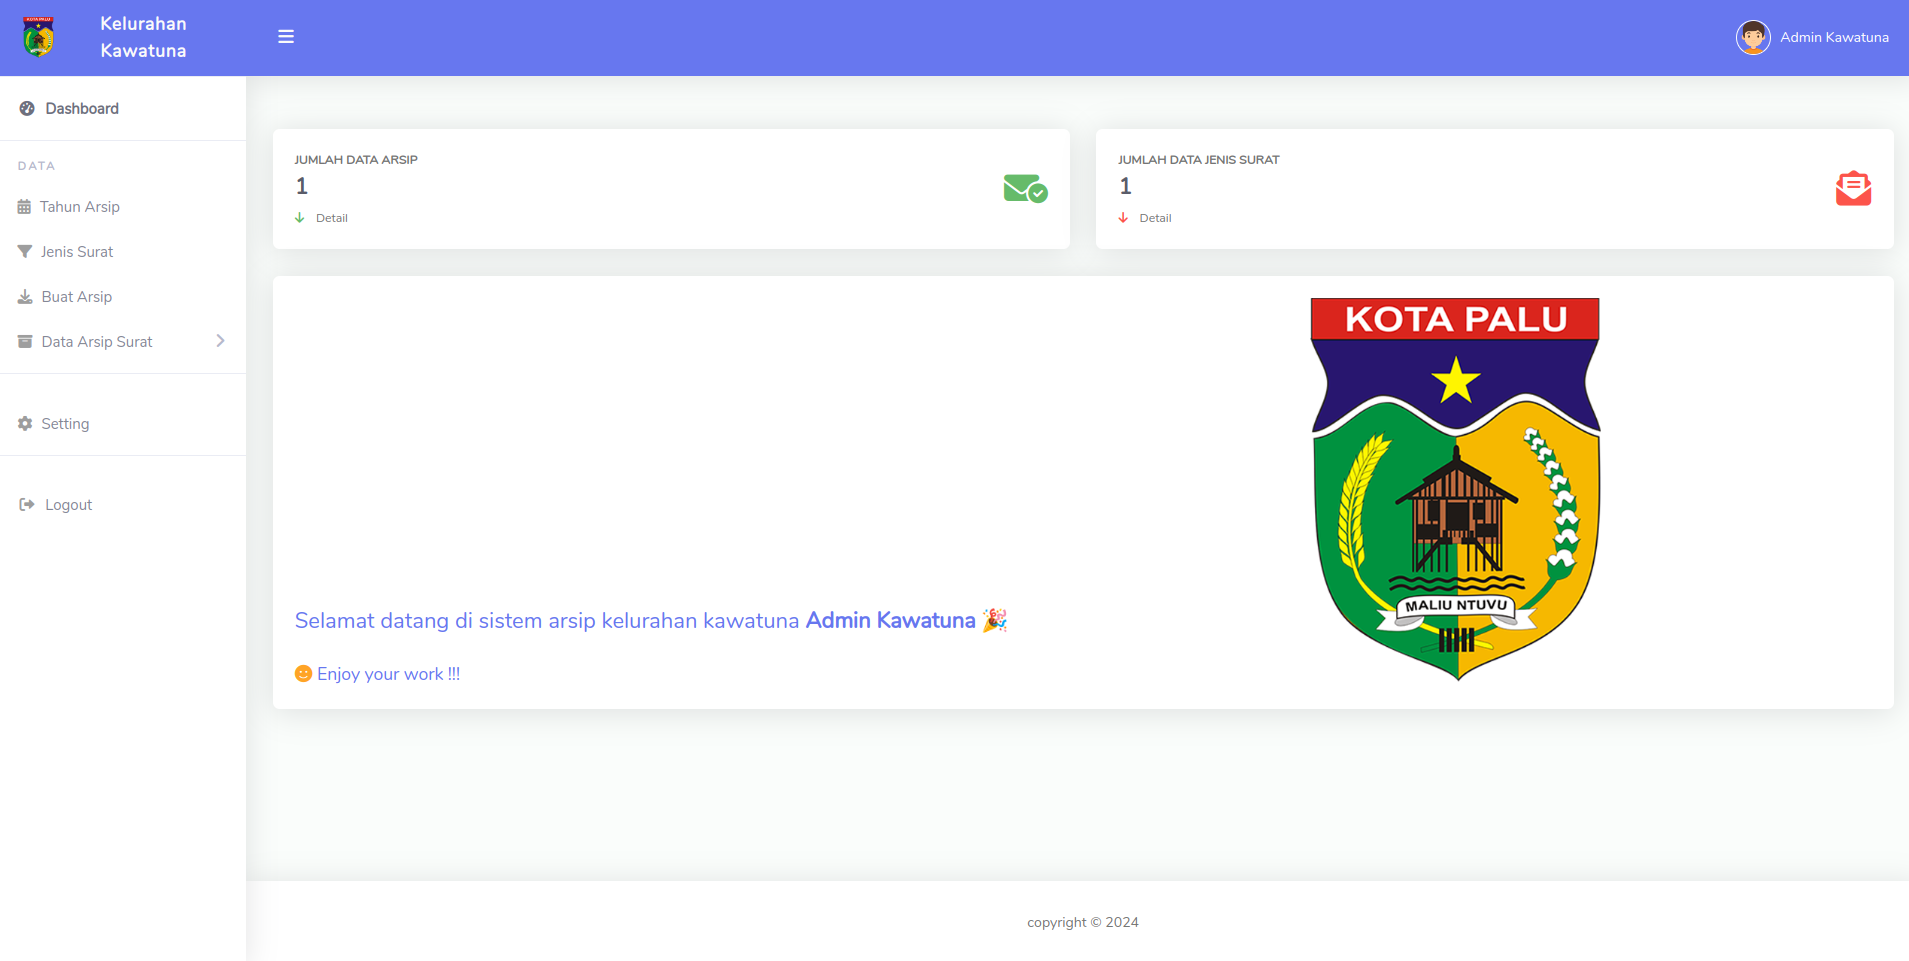 KOTA PALU
Kelurahan
Kawatuna
Admin Kawatuna
Dashboard
DATA
Tahun Arsip
Jenis Surat
Buat Arsip
Data Arsip Surat
Setting
Logout
JUMLAH DATA ARSIP
1
Detail
JUMLAH DATA JENIS SURAT
1
Detail
Selamat datang di sistem arsip kelurahan kawatuna Admin Kawatuna 🎉
😊 Enjoy your work !!!
KOTA PALU
MALIU NTUVU
copyright © 2024